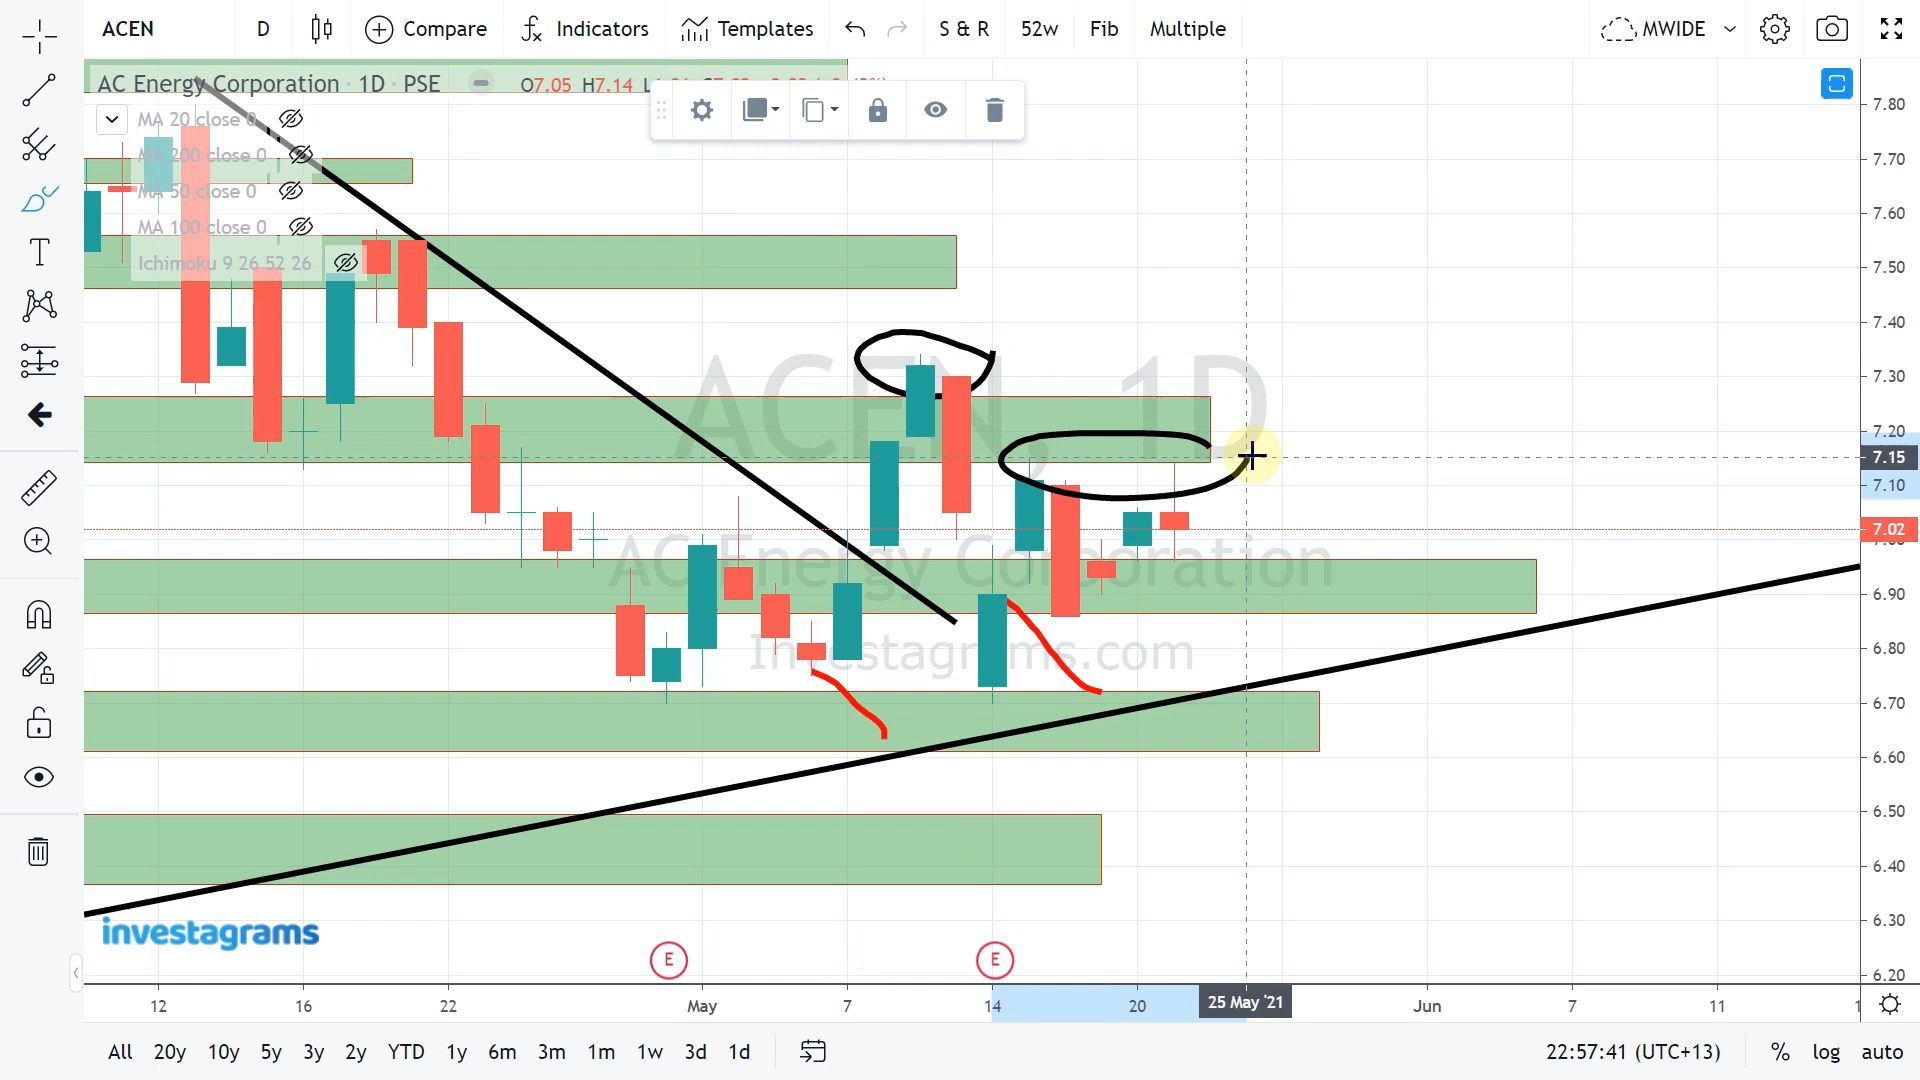 ACEN D Compare Indicators Templates S & R 52w Fib Multiple MWIDE
AC Energy Corporation · 1D · PSE O7.05 H7.14
MA 20 close 0
MA 200 close 0
MA 50 close 0
MA 100 close 0
Ichimoku 9 26 52 26
ACEN, 1D
AC Energy Corporation
Investagrams.com
7.80
7.70
7.60
7.50
7.40
7.30
7.20
7.15
7.10
7.02
6.90
6.80
6.70
6.60
6.50
6.40
6.30
6.20
investagrams
E E
12 16 22 May 7 14 20 25 May '21 Jun 7 11 1
All 20y 10y 5y 3y 2y YTD 1y 6m 3m 1m 1w 3d 1d 22:57:41 (UTC+13) % log auto